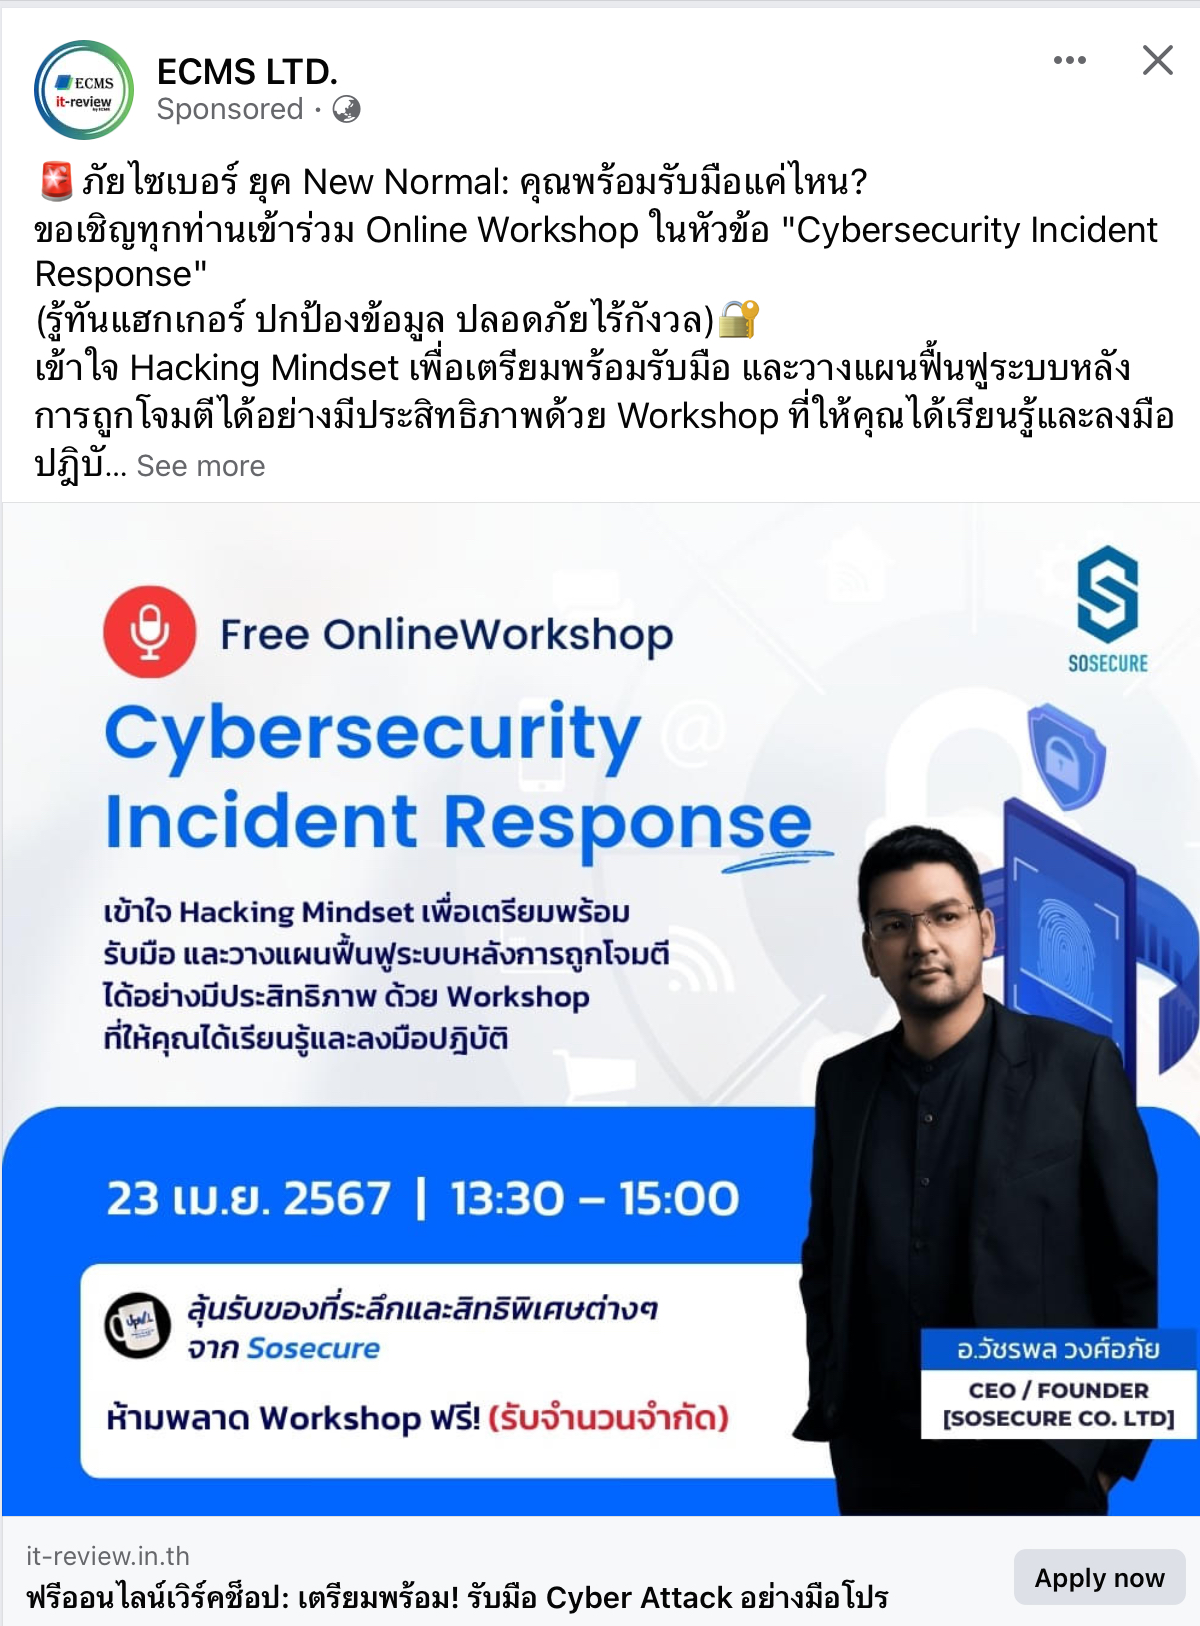 ECMS
it-review
by ECMS
ECMS LTD.
Sponsored ·
🚨 ภัยไซเบอร์ ยุค New Normal: คุณพร้อมรับมือแค่ไหน?
ขอเชิญทุกท่านเข้าร่วม Online Workshop ในหัวข้อ "Cybersecurity Incident
Response"
(รู้ทันแฮกเกอร์ ปกป้องข้อมูล ปลอดภัยไร้กังวล)🔐
เข้าใจ Hacking Mindset เพื่อเตรียมพร้อมรับมือ และวางแผนฟื้นฟูระบบหลัง
การถูกโจมตีได้อย่างมีประสิทธิภาพด้วย Workshop ที่ให้คุณได้เรียนรู้และลงมือ
ปฎิบั... See more
SOSECURE
Free OnlineWorkshop
Cybersecurity
Incident Response
เข้าใจ Hacking Mindset เพื่อเตรียมพร้อม
รับมือ และวางแผนฟื้นฟูระบบหลังการถูกโจมตี
ได้อย่างมีประสิทธิภาพ ด้วย Workshop
ที่ให้คุณได้เรียนรู้และลงมือปฎิบัติ
23 เม.ย. 2567 | 13:30 – 15:00
ลุ้นรับของที่ระลึกและสิทธิพิเศษต่างๆ
จาก Sosecure
ห้ามพลาด Workshop ฟรี! (รับจำนวนจำกัด)
อ.วัชรพล วงศ์อภัย
CEO / FOUNDER
[SOSECURE CO. LTD]
it-review.in.th
ฟรีออนไลน์เวิร์คช็อป: เตรียมพร้อม! รับมือ Cyber Attack อย่างมือโปร
Apply now